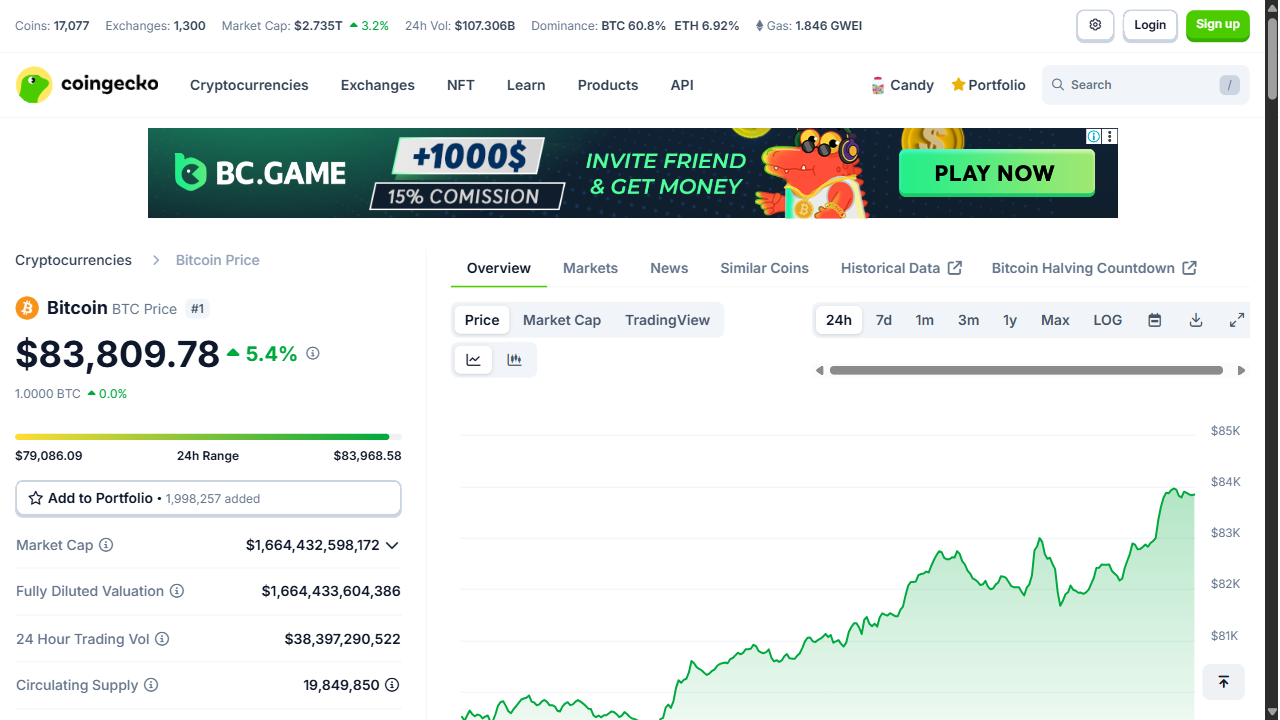 Coins: 17,077 Exchanges: 1,300 Market Cap: $2.735T 3.2% 24h Vol: $107.306B Dominance: BTC 60.8% ETH 6.92% Gas: 1.846 GWEI
Login
Sign up
coingecko
Cryptocurrencies Exchanges NFT Learn Products API
Candy Portfolio
Search /
BC.GAME
+1000$
15% COMISSION
INVITE FRIEND
& GET MONEY
PLAY NOW
Cryptocurrencies Bitcoin Price
Bitcoin BTC Price #1
$83,809.78 5.4%
1.0000 BTC 0.0%
$79,086.09 24h Range $83,968.58
Add to Portfolio • 1,998,257 added
Market Cap $1,664,432,598,172
Fully Diluted Valuation $1,664,433,604,386
24 Hour Trading Vol $38,397,290,522
Circulating Supply 19,849,850
Overview Markets News Similar Coins Historical Data Bitcoin Halving Countdown
Price Market Cap TradingView
24h 7d 1m 3m 1y Max LOG
$85K
$84K
$83K
$82K
$81K